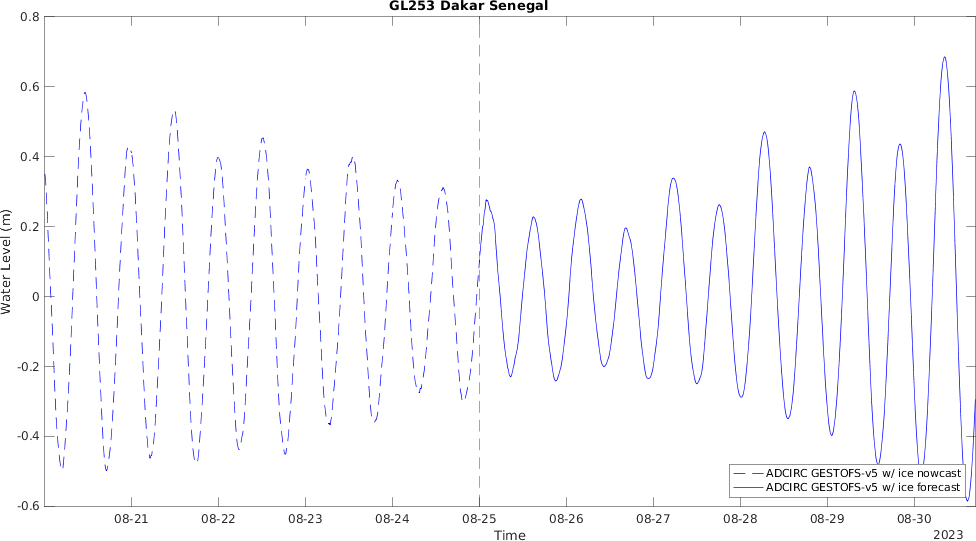 GL253 Dakar Senegal
0.8
0.6
0.4
0.2
0
-0.2
-0.4
-0.6
Water Level (m)
ADCIRC GESTOFS-v5 w/ ice nowcast
ADCIRC GESTOFS-v5 w/ ice forecast
08-21 08-22 08-23 08-24 08-25 08-26 08-27 08-28 08-29 08-30
Time
2023